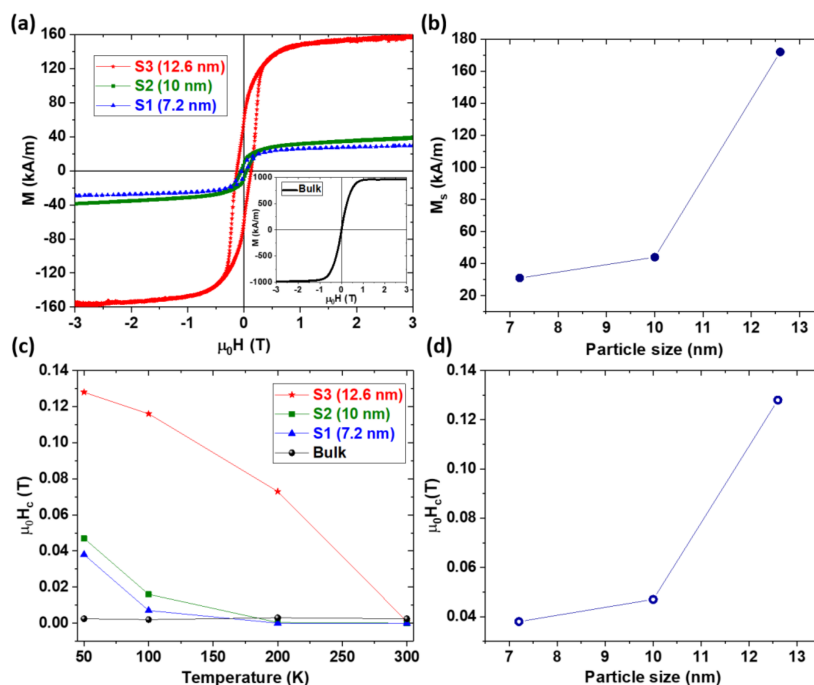 (a)
160
120
80
40
0
-40
-80
-120
-160
M (kA/m)
S3 (12.6 nm)
S2 (10 nm)
S1 (7.2 nm)
Bulk
1000
500
0
-500
-1000
M (kA/m)
-3 -2 -1 0 1 2 3
μ₀H (T)
-3 -2 -1 0 1 2 3
μ₀H (T)
(b)
180
160
140
120
100
80
60
40
20
Mₛ (kA/m)
7 8 9 10 11 12 13
Particle size (nm)
(c)
0.14
0.12
0.10
0.08
0.06
0.04
0.02
0.00
μ₀H꜀ (T)
S3 (12.6 nm)
S2 (10 nm)
S1 (7.2 nm)
Bulk
50 100 150 200 250 300
Temperature (K)
(d)
0.14
0.12
0.10
0.08
0.06
0.04
μ₀H꜀(T)
7 8 9 10 11 12 13
Particle size (nm)